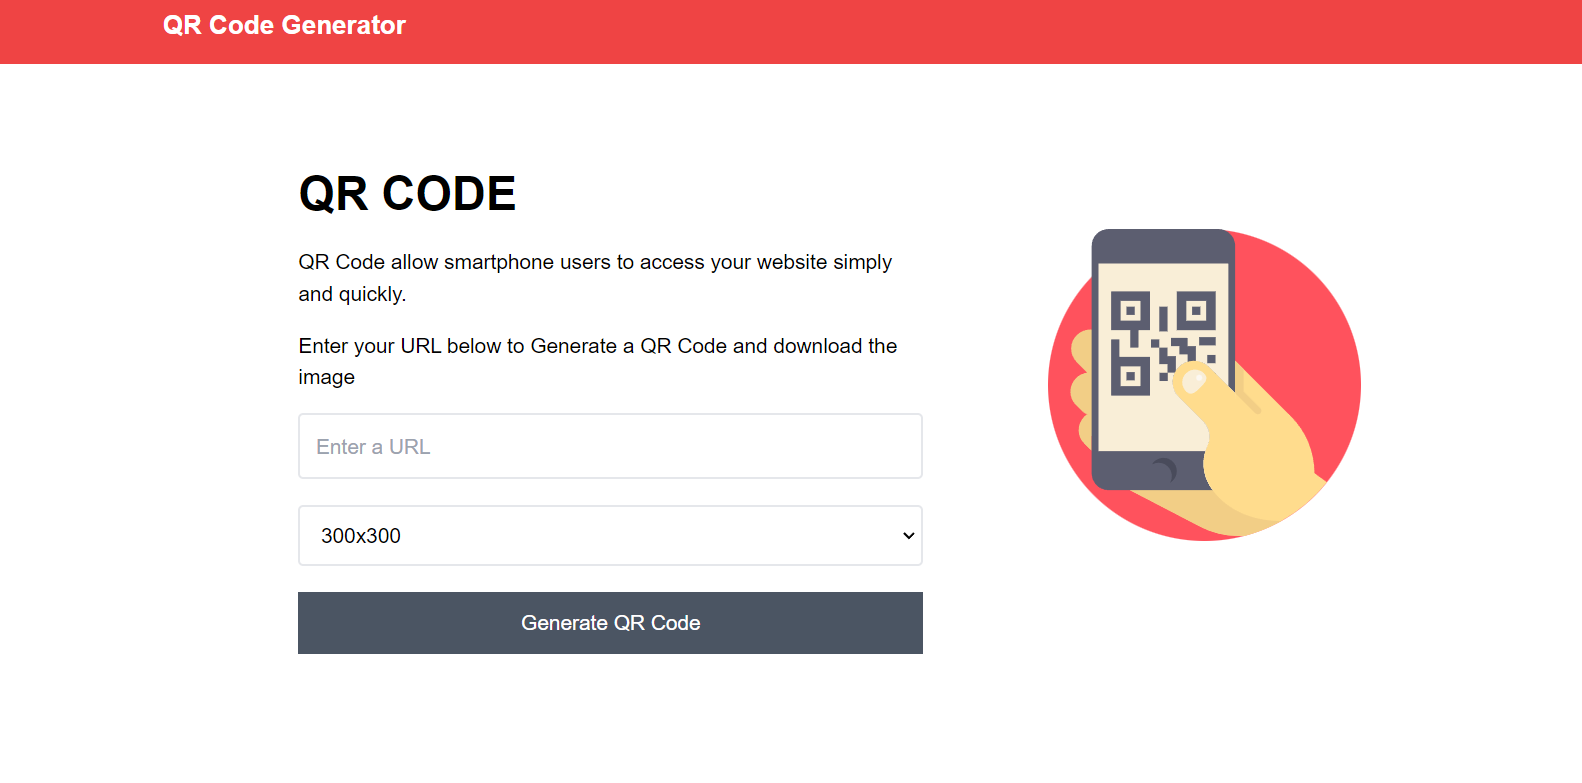 QR Code Generator
QR CODE
QR Code allow smartphone users to access your website simply
and quickly.
Enter your URL below to Generate a QR Code and download the
image
Enter a URL
300x300
Generate QR Code